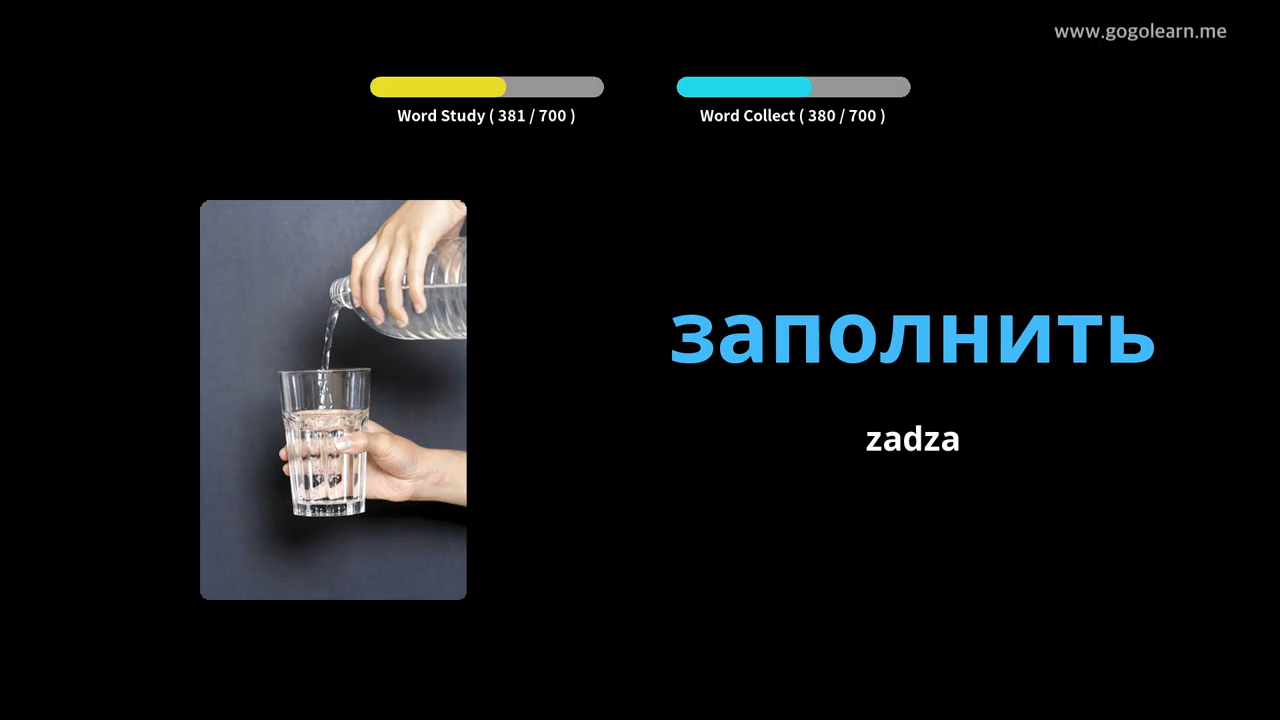 www.gogolearn.me
Word Study ( 381 / 700 )
Word Collect ( 380 / 700 )
заполнить
zadza